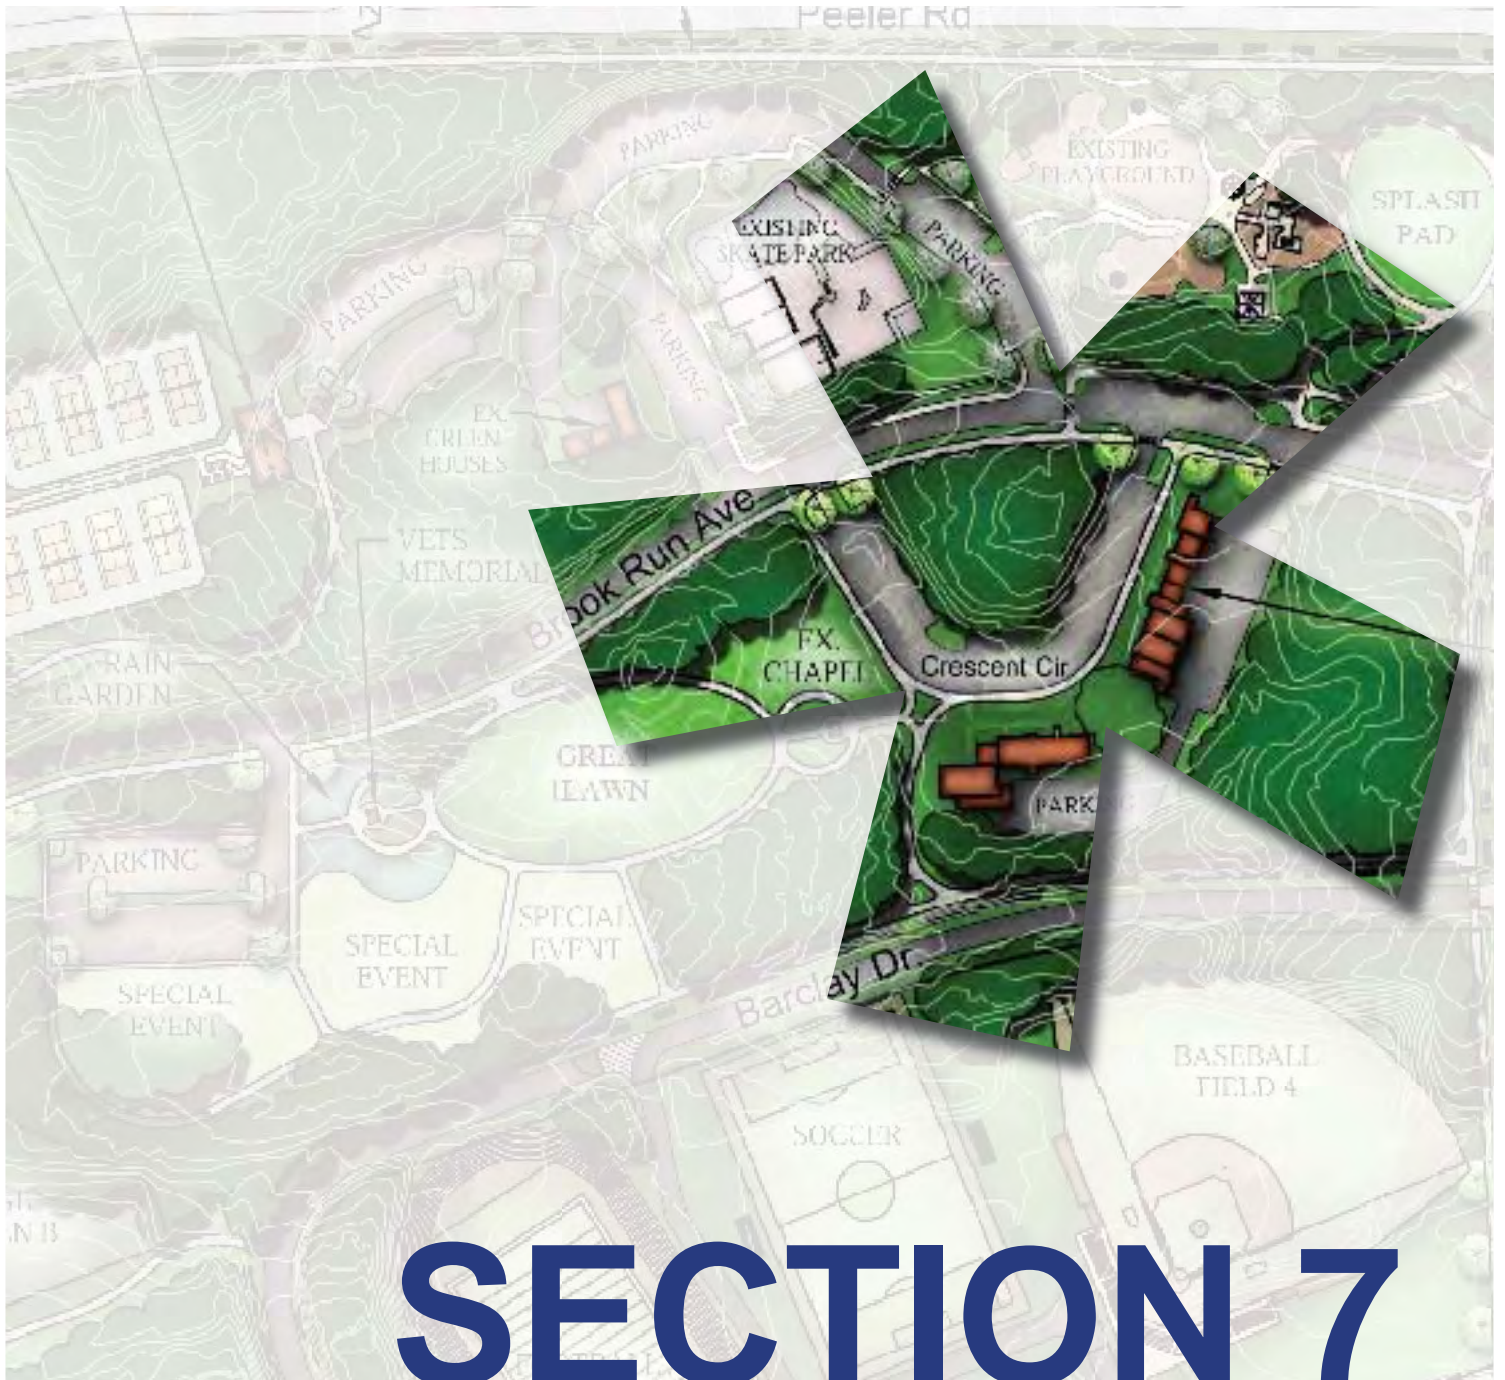 Peeler Rd.
PARKING
EXISTING
PLAYGROUND
SPLASH
PAD
EXISTING
SKATE PARK
PARKING
PARKING
PARKING
EX.
GREEN
HOUSES
Brook Run Ave
VETS
MEMORIAL
EX.
CHAPEL
Crescent Cir.
RAIN
GARDEN
GREAT
LAWN
PARKING
PARKING
SPECIAL
EVENT
SPECIAL
EVENT
SPECIAL
EVENT
Barclay Dr.
BASEBALL
FIELD 4
SOCCER
SECTION 7